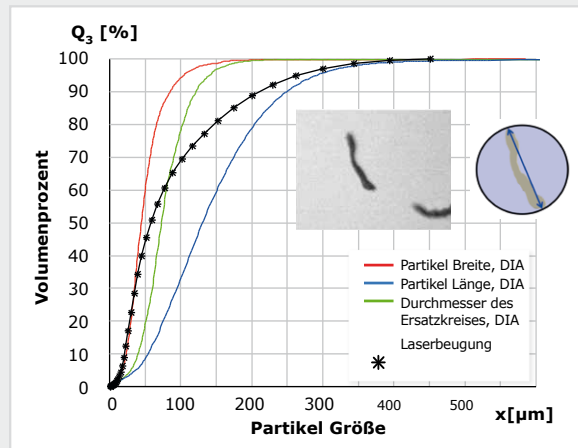 Q3 [%]
100
90
80
70
60
50
40
30
20
10
0
Volumenprozent
Partikel Breite, DIA
Partikel Länge, DIA
Durchmesser des
Ersatzkreises, DIA
Laserbeugung
0 100 200 300 400 500 x[µm]
Partikel Größe